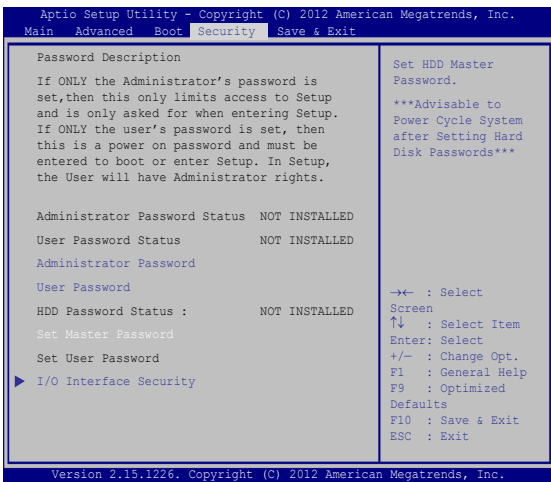 Aptio Setup Utility - Copyright (C) 2012 American Megatrends, Inc.
Main Advanced Boot Security Save & Exit
Password Description
If ONLY the Administrator's password is
set,then this only limits access to Setup
and is only asked for when entering Setup.
If ONLY the user's password is set, then
this is a power on password and must be
entered to boot or enter Setup. In Setup,
the User will have Administrator rights.
Administrator Password Status NOT INSTALLED
User Password Status NOT INSTALLED
Administrator Password
User Password
HDD Password Status : NOT INSTALLED
Set Master Password
Set User Password
I/O Interface Security
Set HDD Master
Password.
***Advisable to
Power Cycle System
after Setting Hard
Disk Passwords***
→← : Select
Screen
↑↓ : Select Item
Enter: Select
+/— : Change Opt.
F1 : General Help
F9 : Optimized
Defaults
F10 : Save & Exit
ESC : Exit
Version 2.15.1226. Copyright (C) 2012 American Megatrends, Inc.